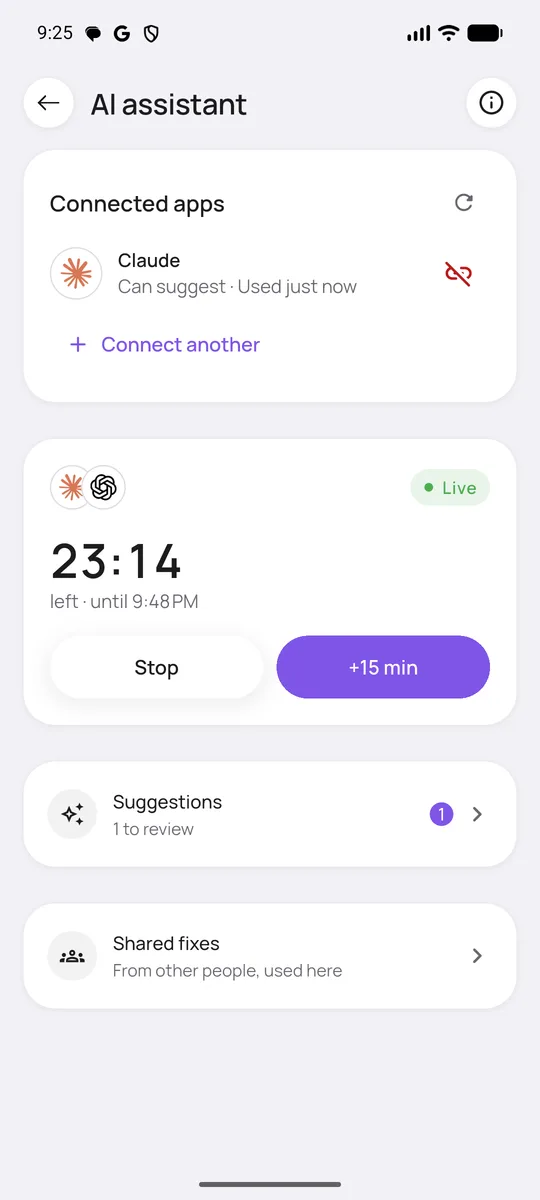 9:25
AI assistant
Connected apps
Claude
Can suggest · Used just now
+ Connect another
Live
23:14
left · until 9:48 PM
Stop
+15 min
Suggestions
1 to review
1
Shared fixes
From other people, used here